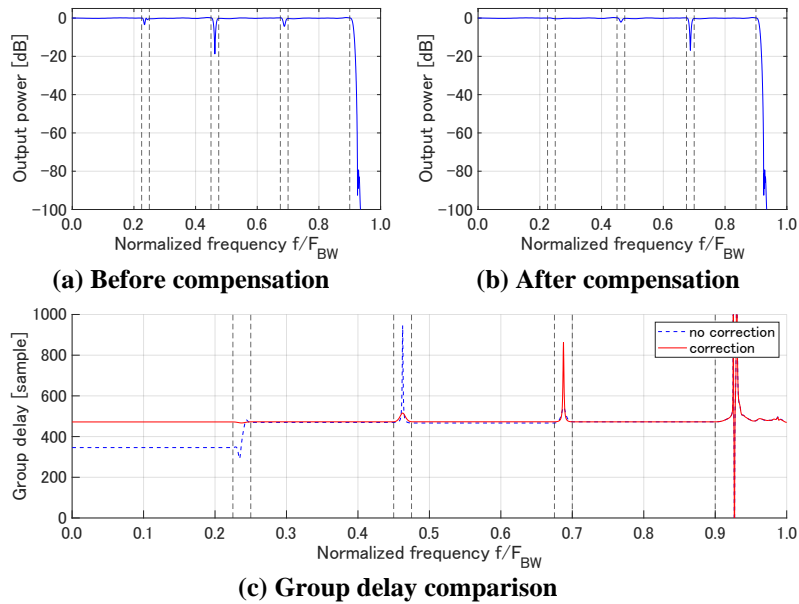 0
-20
-40
-60
-80
-100
0.0 0.2 0.4 0.6 0.8 1.0
Output power [dB]
Normalized frequency f/F_BW
(a) Before compensation
0
-20
-40
-60
-80
-100
0.0 0.2 0.4 0.6 0.8 1.0
Output power [dB]
Normalized frequency f/F_BW
(b) After compensation
1000
800
600
400
200
0
0.0 0.1 0.2 0.3 0.4 0.5 0.6 0.7 0.8 0.9 1.0
Group delay [sample]
no correction
correction
Normalized frequency f/F_BW
(c) Group delay comparison